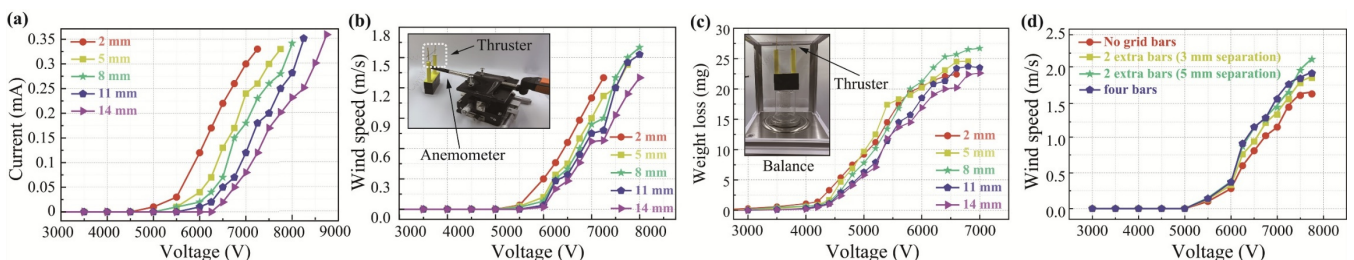 (a)
Current (mA)
0.35
0.3
0.25
0.2
0.15
0.1
0.05
0
2 mm
5 mm
8 mm
11 mm
14 mm
3000 4000 5000 6000 7000 8000 9000
Voltage (V)
(b)
Wind speed (m/s)
1.8
1.5
1.2
0.9
0.6
0.3
0.0
Thruster
Anemometer
2 mm
5 mm
8 mm
11 mm
14 mm
3000 4000 5000 6000 7000 8000
Voltage (V)
(c)
Weight loss (mg)
30
25
20
15
10
5
0
Thruster
Balance
2 mm
5 mm
8 mm
11 mm
14 mm
3000 4000 5000 6000 7000
Voltage (V)
(d)
Wind speed (m/s)
2.5
2.0
1.5
1.0
0.5
0.0
No grid bars
2 extra bars (3 mm separation)
2 extra bars (5 mm separation)
four bars
3000 4000 5000 6000 7000 8000
Voltage (V)